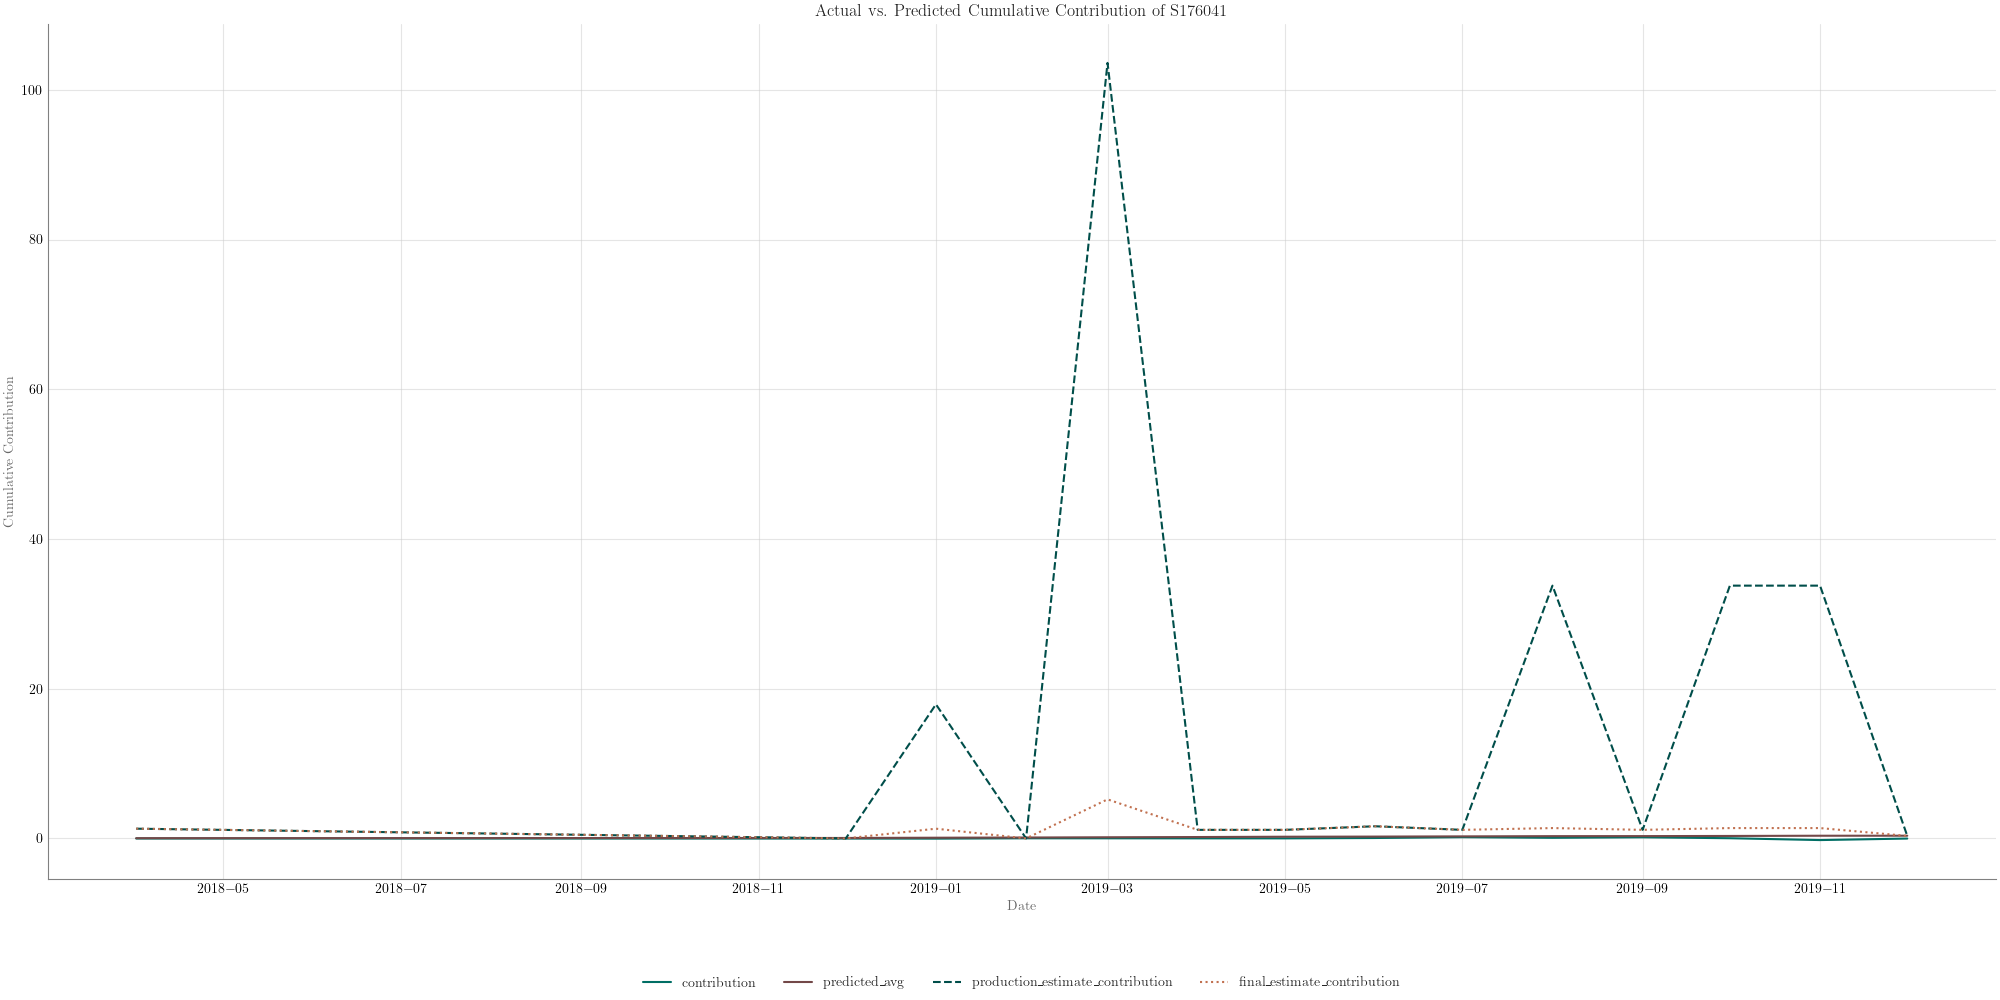 Actual vs. Predicted Cumulative Contribution of S176041
Cumulative Contribution
100
80
60
40
20
0
2018−05 2018−07 2018−09 2018−11 2019−01 2019−03 2019−05 2019−07 2019−09 2019−11
Date
contribution predicted_avg production_estimate_contribution final_estimate_contribution